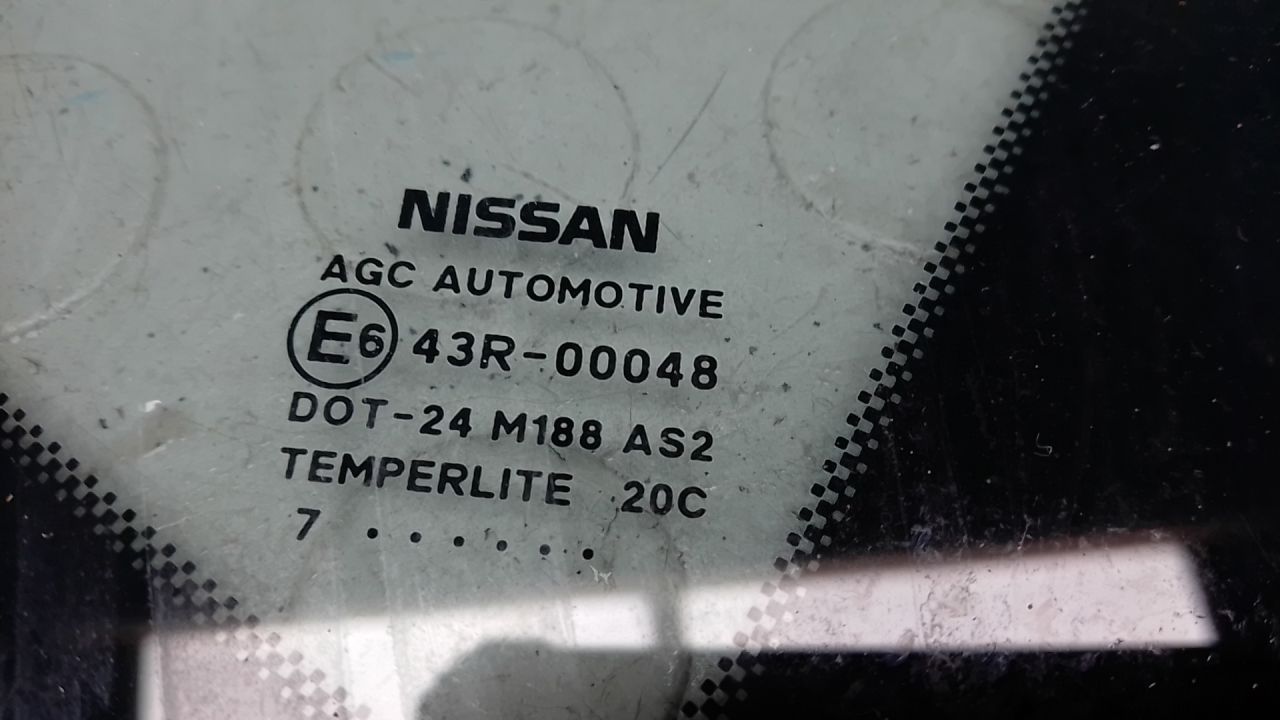 NISSAN
AGC AUTOMOTIVE
E6 43R-00048
DOT-24 M188 AS2
TEMPERLITE 20C
7 . . . . . .